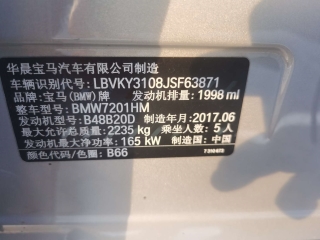 华晨宝马汽车有限公司制造
车辆识别代号: LBVKY3108JSF63871
品牌: 宝马(BMW)牌 发动机排量: 1998 ml
整车型号: BMW7201HM
发动机型号: B48B20D 制造年月: 2017.06
最大允许总质量: 2235 kg 乘坐人数: 5人
发动机最大净功率: 165 kW 制造国: 中国
颜色代码/色圈: B66